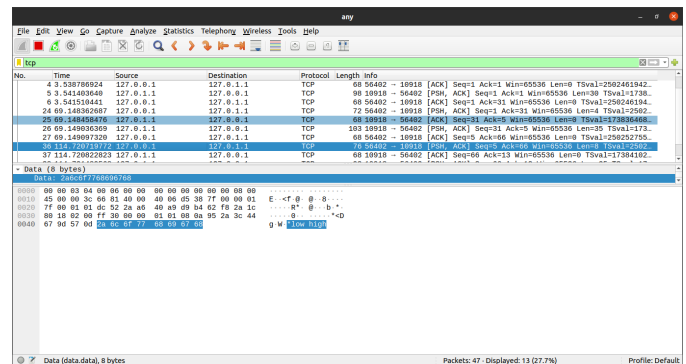 any
File Edit View Go Capture Analyze Statistics Telephony Wireless Tools Help
tcp
No. Time Source Destination Protocol Length Info
4 3.538786924 127.0.0.1 127.0.1.1 TCP 68 56402 → 10918 [ACK] Seq=1 Ack=1 Win=65536 Len=0 TSval=2502461942…
5 3.541403640 127.0.1.1 127.0.0.1 TCP 98 10918 → 56402 [PSH, ACK] Seq=1 Ack=1 Win=65536 Len=30 TSval=1738…
6 3.541510441 127.0.0.1 127.0.1.1 TCP 68 56402 → 10918 [ACK] Seq=1 Ack=31 Win=65536 Len=0 TSval=250246194…
24 69.148362687 127.0.0.1 127.0.1.1 TCP 72 56402 → 10918 [PSH, ACK] Seq=1 Ack=31 Win=65536 Len=4 TSval=2502…
25 69.148458476 127.0.1.1 127.0.0.1 TCP 68 10918 → 56402 [ACK] Seq=31 Ack=5 Win=65536 Len=0 TSval=173836468…
26 69.149036369 127.0.1.1 127.0.0.1 TCP 103 10918 → 56402 [PSH, ACK] Seq=31 Ack=5 Win=65536 Len=35 TSval=173…
27 69.149097320 127.0.0.1 127.0.1.1 TCP 68 56402 → 10918 [ACK] Seq=5 Ack=66 Win=65536 Len=0 TSval=250252755…
36 114.720719772 127.0.0.1 127.0.1.1 TCP 76 56402 → 10918 [PSH, ACK] Seq=5 Ack=66 Win=65536 Len=8 TSval=2502…
37 114.720822823 127.0.1.1 127.0.0.1 TCP 68 10918 → 56402 [ACK] Seq=66 Ack=13 Win=65536 Len=0 TSval=17384102…
Data (8 bytes)
Data: 2a6c6f7768696768
0000 00 00 03 04 00 06 00 00 00 00 00 00 00 00 08 00 ········ ········
0010 45 00 00 3c 66 81 40 00 40 06 d5 38 7f 00 00 01 E··<f·@· @··8····
0020 7f 00 01 01 dc 52 2a a6 40 a9 d9 b4 62 f8 2a 1c ·····R*· @···b·*·
0030 80 18 02 00 ff 30 00 00 01 01 08 0a 95 2a 3c 44 ·····0·· ·····*<D
0040 67 9d 57 0d 2a 6c 6f 77 68 69 67 68 g·W·*low high
Data (data.data), 8 bytes
Packets: 47 · Displayed: 13 (27.7%)
Profile: Default